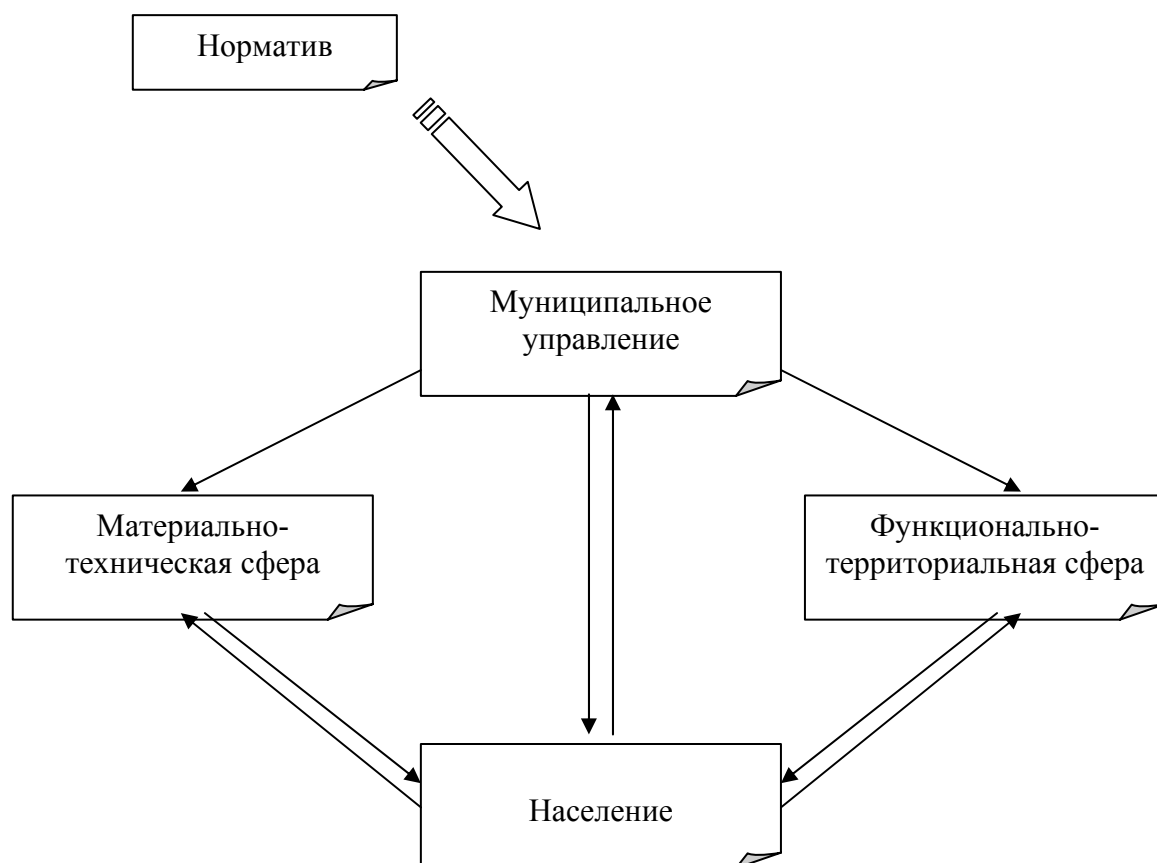 Норматив
Муниципальное
управление
Материально-
техническая сфера
Функционально-
территориальная сфера
Население